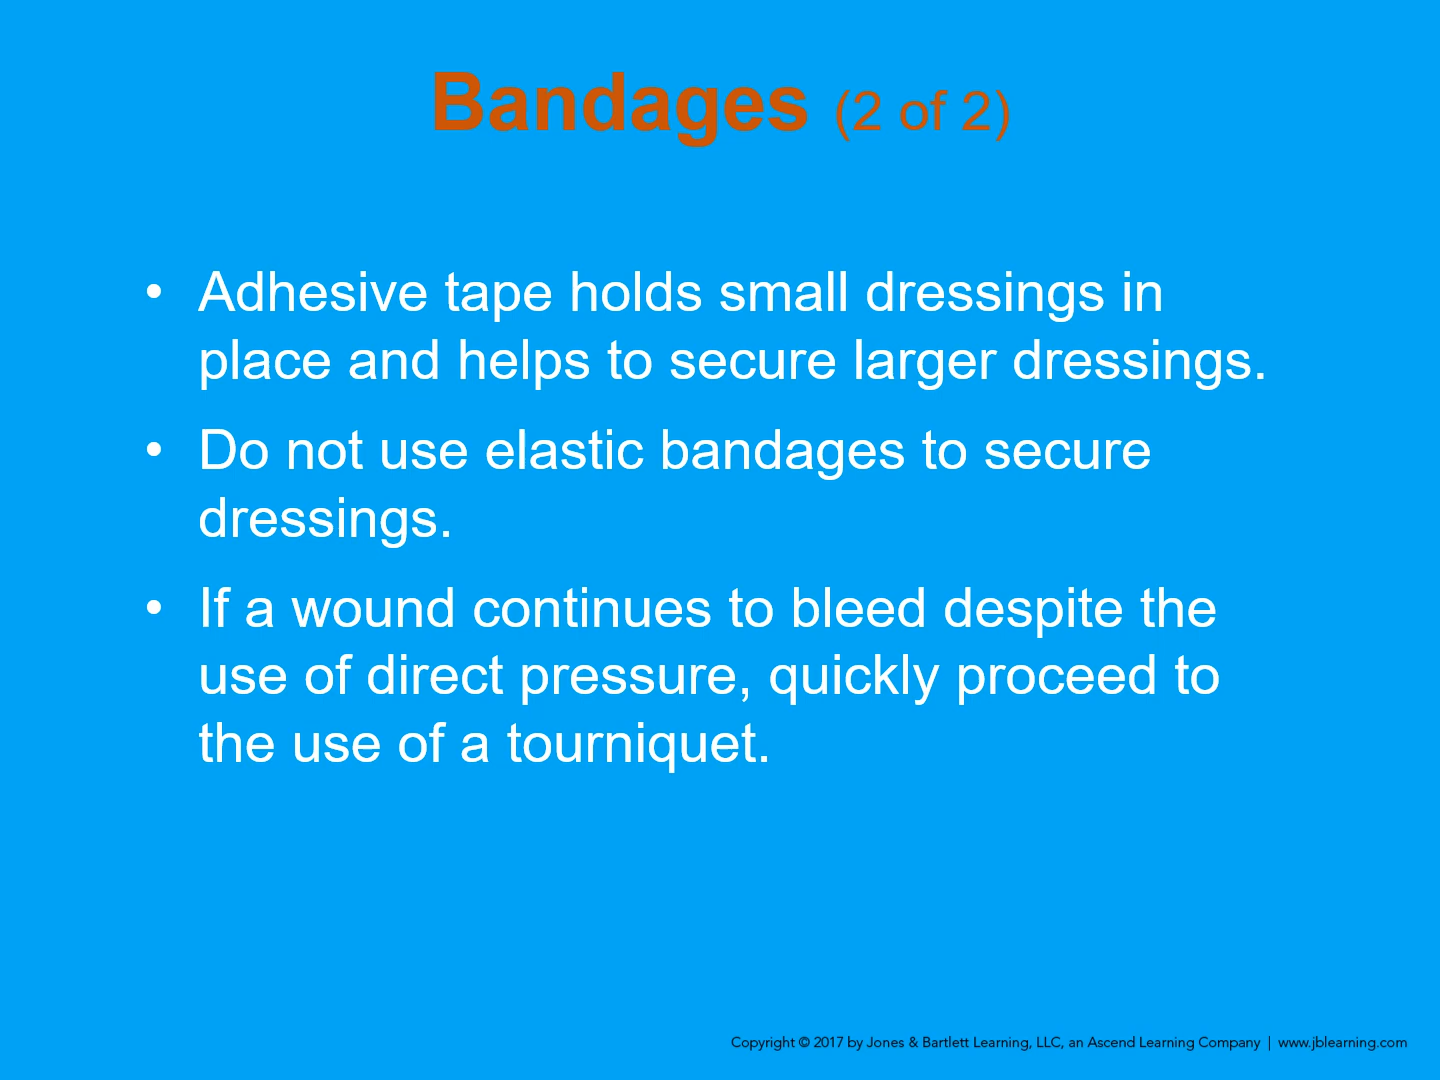 Bandages (2 of 2)
• Adhesive tape holds small dressings in
place and helps to secure larger dressings.
• Do not use elastic bandages to secure
dressings.
• If a wound continues to bleed despite the
use of direct pressure, quickly proceed to
the use of a tourniquet.
Copyright © 2017 by Jones & Bartlett Learning, LLC, an Ascend Learning Company | www.jblearning.com